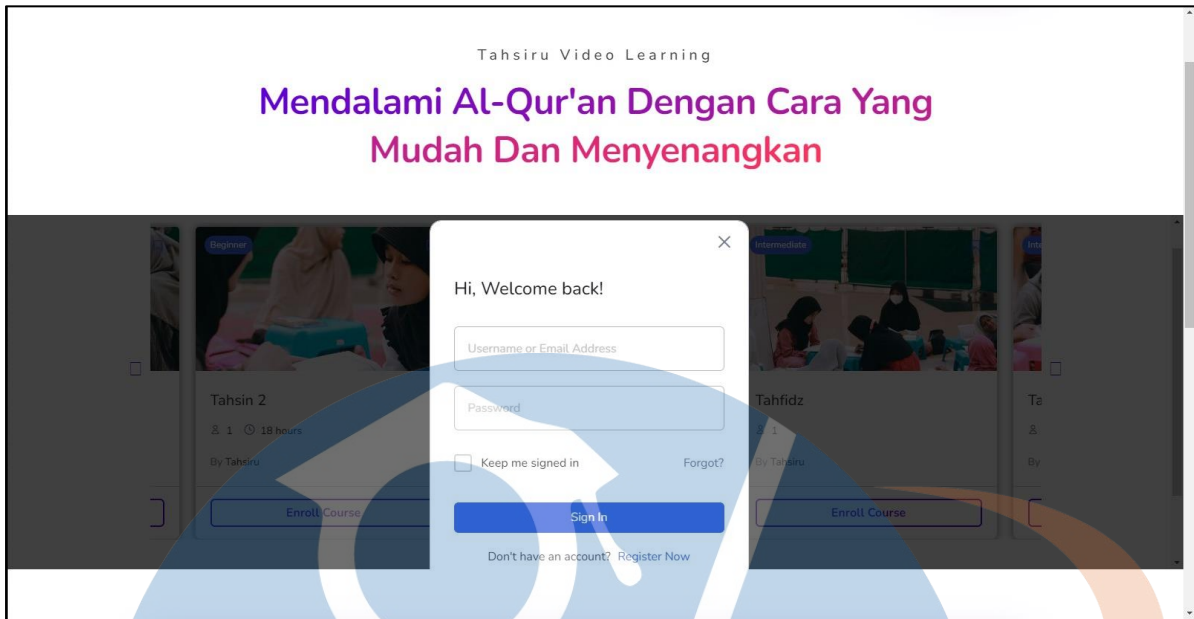 Tahsiru Video Learning
Mendalami Al-Qur'an Dengan Cara Yang
Mudah Dan Menyenangkan
Beginner
Intermediate
Hi, Welcome back!
Username or Email Address
Password
Keep me signed in
Forgot?
Sign In
Don't have an account? Register Now
Tahsin 2
1 18 hours
By Tahsiru
Enroll Course
Tahfidz
1
By Tahsiru
Enroll Course
By